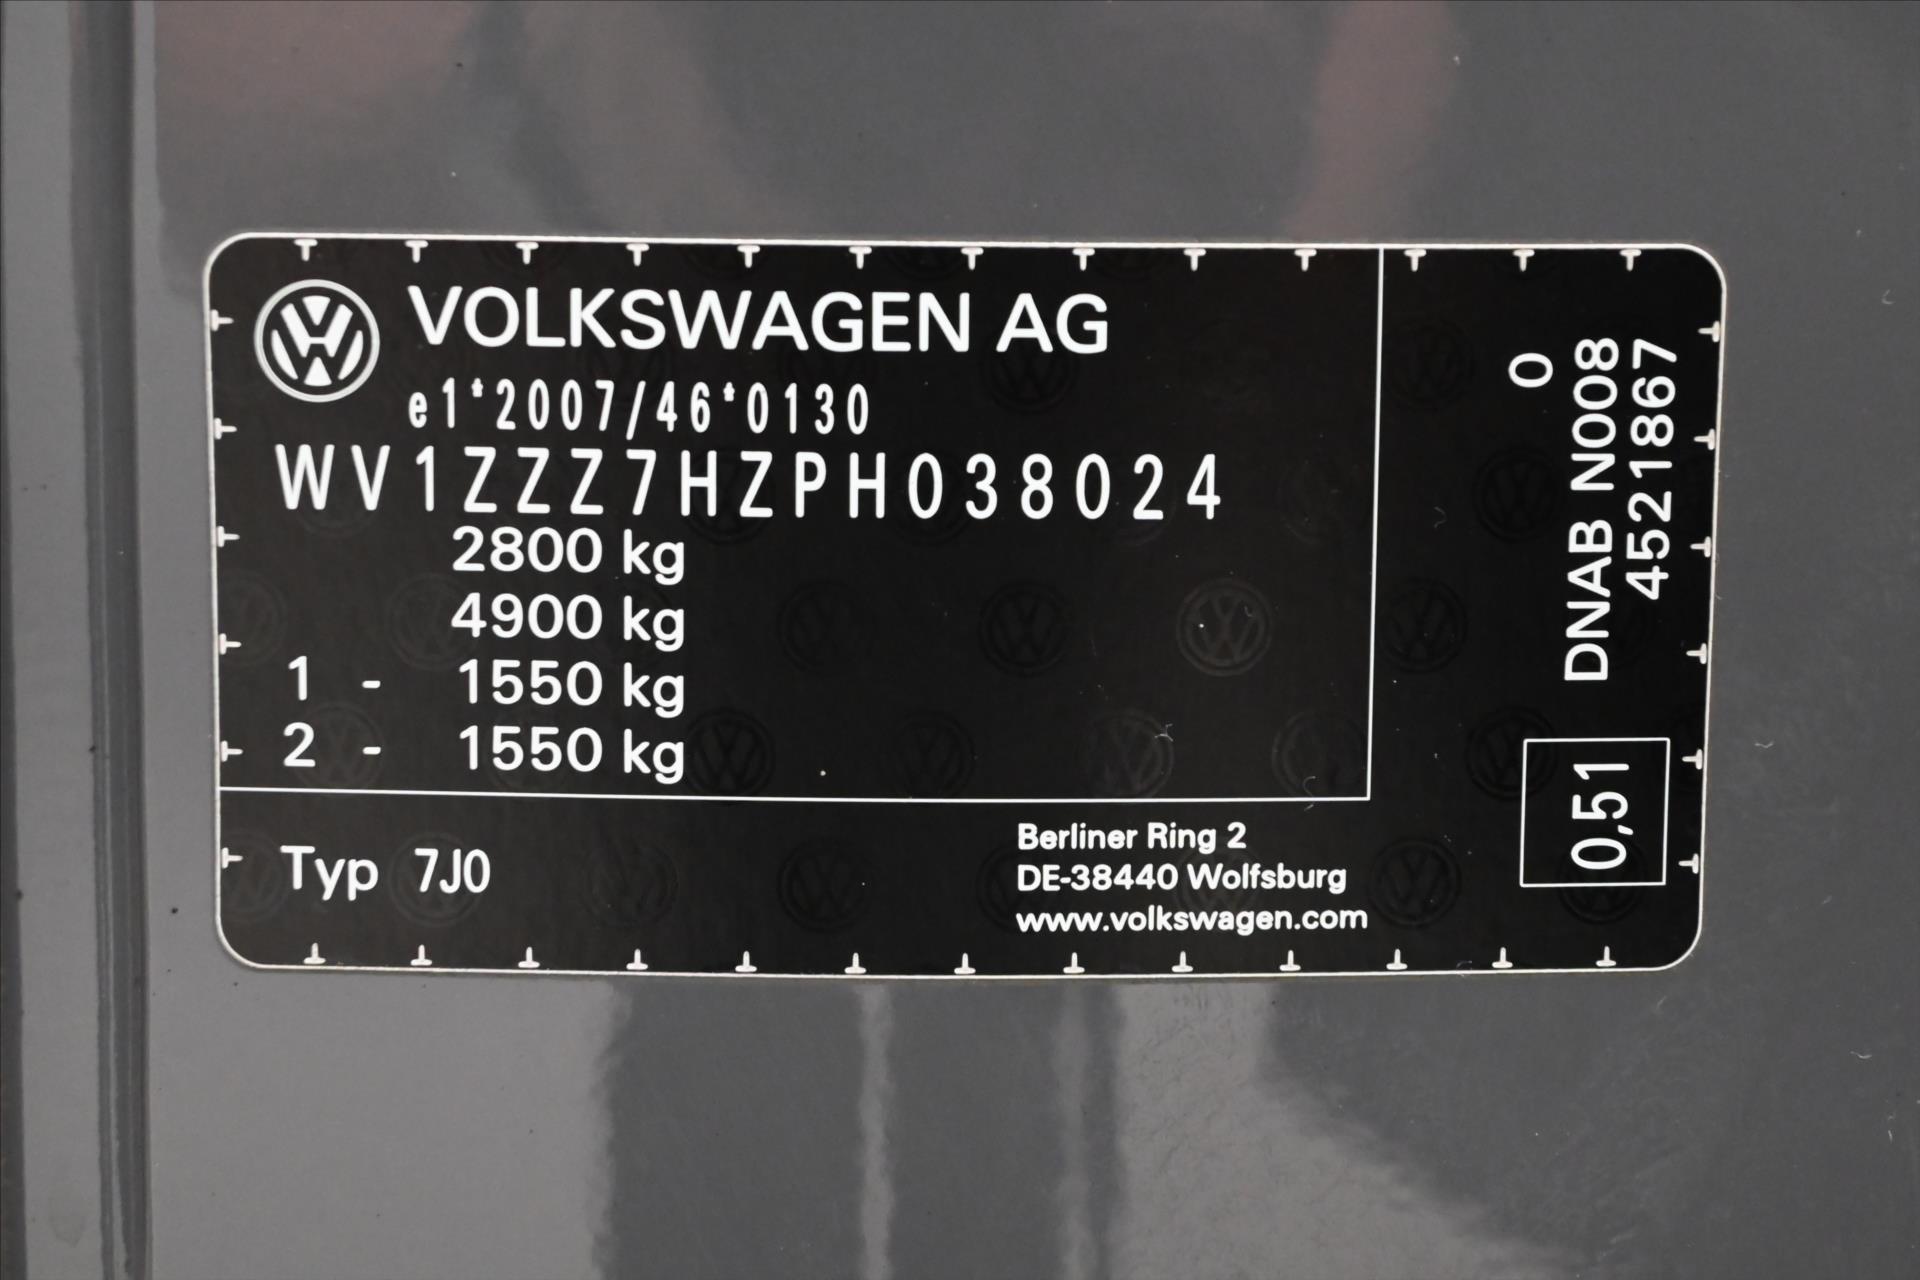 VOLKSWAGEN AG
e1*2007/46*0130
WV1ZZZ7HZPH038024
2800 kg
4900 kg
1 - 1550 kg
2 - 1550 kg
Typ 7J0
Berliner Ring 2
DE-38440 Wolfsburg
www.volkswagen.com
0
DNAB N008
4521867
0,51